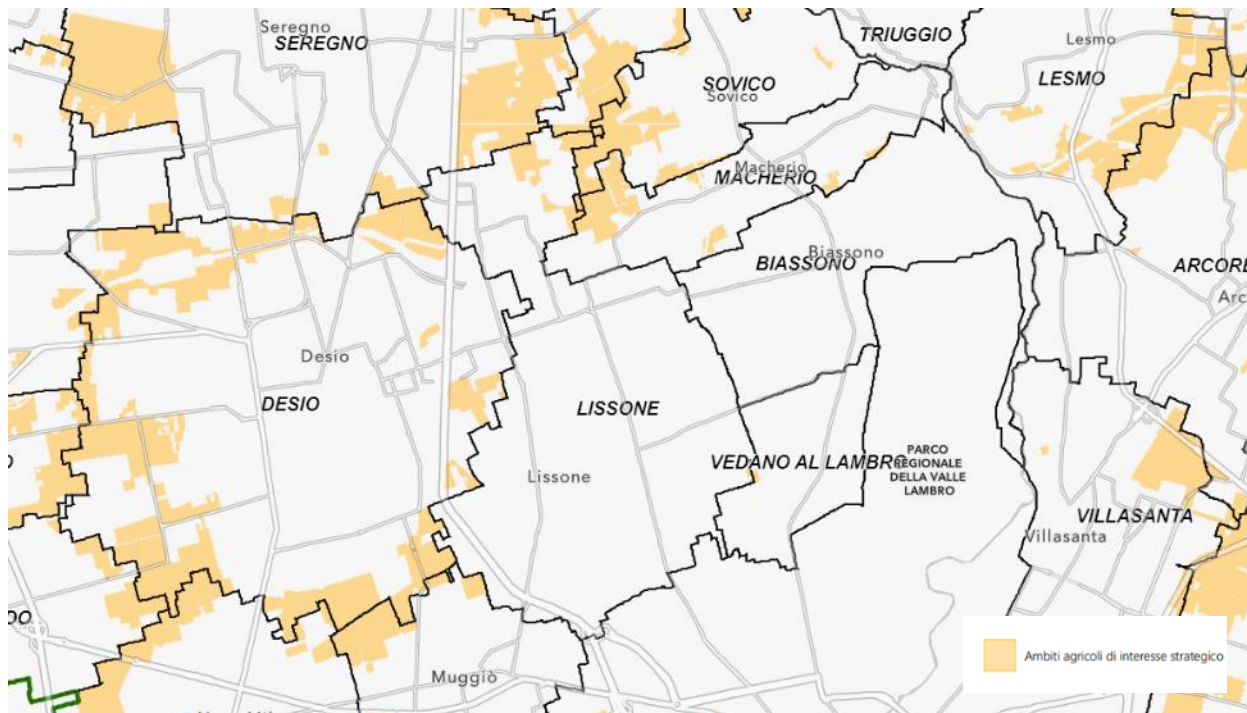 Seregno
SEREGNO
TRIUGGIO
Lesmo
LESMO
SOVICO
Sovico
Macherio
MACHERIO
Biassono
BIASSONO
ARCORE
Arc
Desio
DESIO
LISSONE
Lissone
VEDANO AL LAMBRO
PARCO
REGIONALE
DELLA VALLE
LAMBRO
VILLASANTA
Villasanta
DO
Muggiò
Ambiti agricoli di interesse strategico